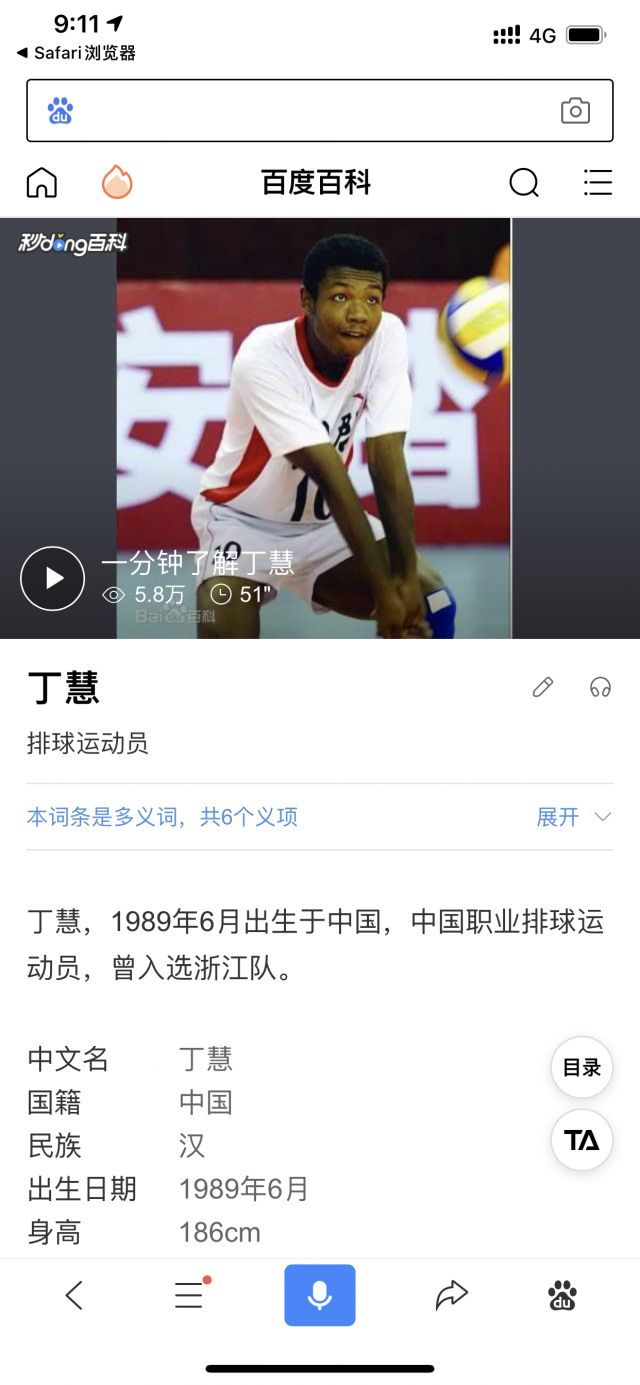 9:11
4G
Safari浏览器
du
百度百科
秒dong百科
安踏
10
10
一分钟了解丁慧
5.8万 51"
Bai百科
丁慧
排球运动员
本词条是多义词，共6个义项 展开
丁慧，1989年6月出生于中国，中国职业排球运
动员，曾入选浙江队。
中文名 丁慧
国籍 中国
民族 汉
出生日期 1989年6月
身高 186cm
目录
TA
du